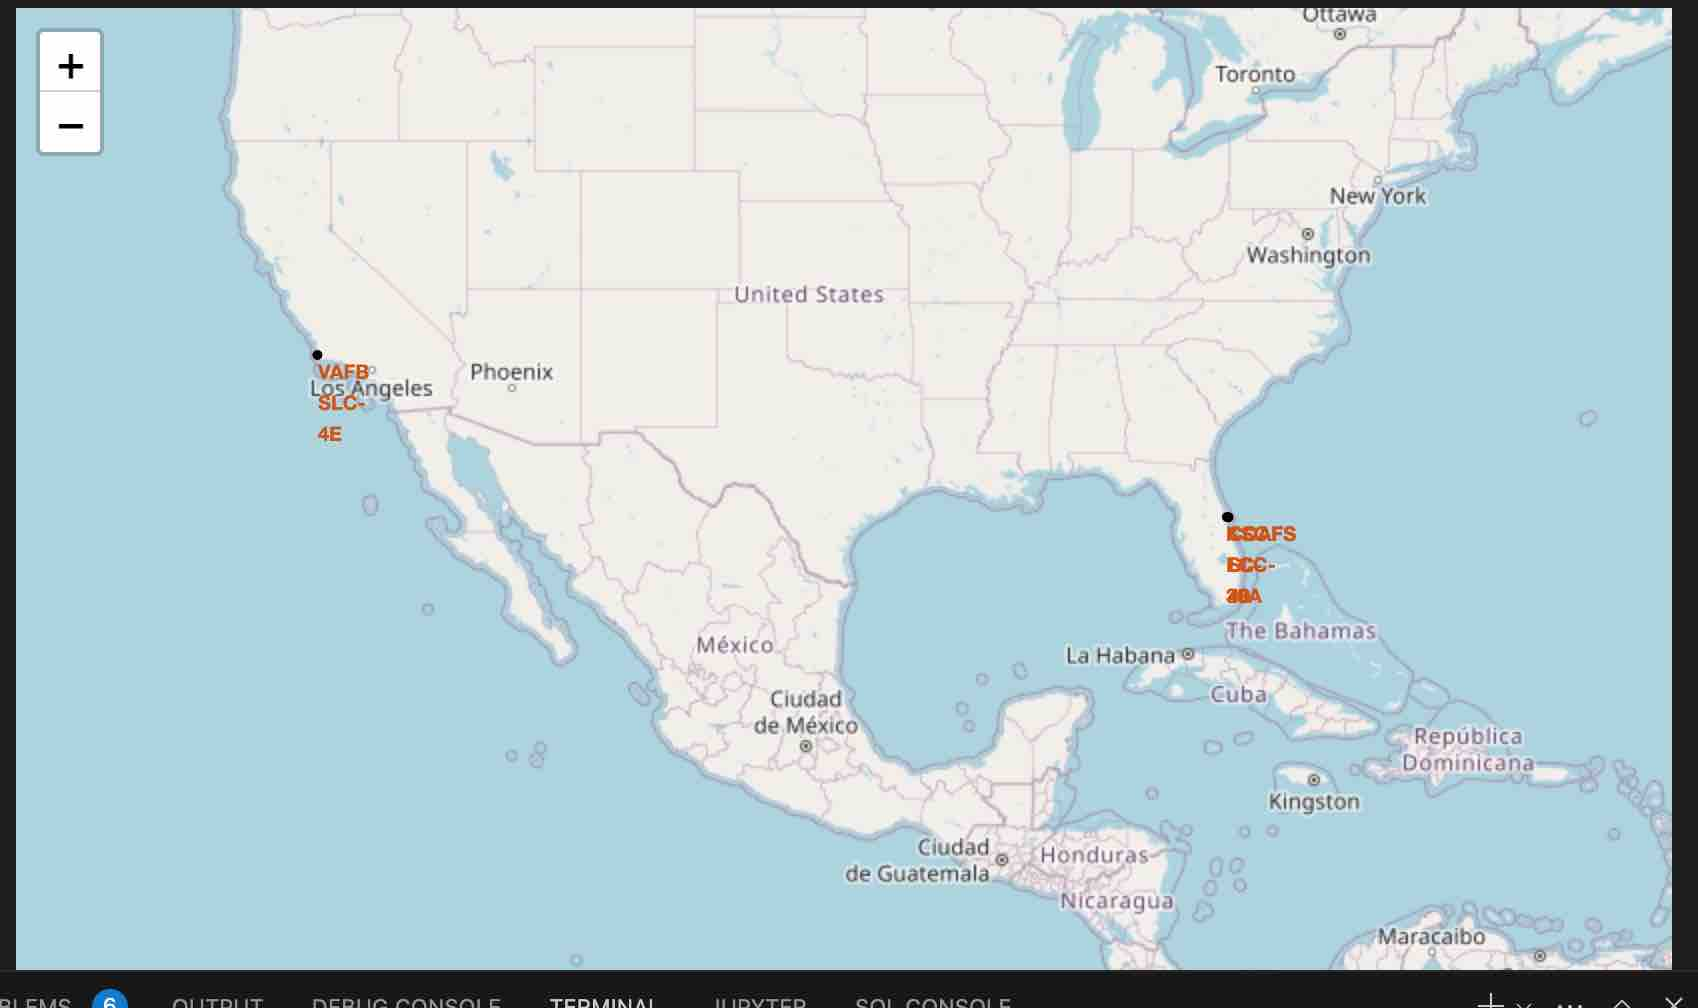 Ottawa
+
Toronto
−
New York
Washington
United States
VAFB
Phoenix
Los Angeles
SLC-
4E
The Bahamas
México
La Habana
Cuba
Ciudad
de México
República
Dominicana
Kingston
Ciudad
de Guatemala
Honduras
Nicaragua
Maracaibo
BLEMS
6
OUTPUT
DEBUG CONSOLE
TERMINAL
JUPYTER
SQL CONSOLE